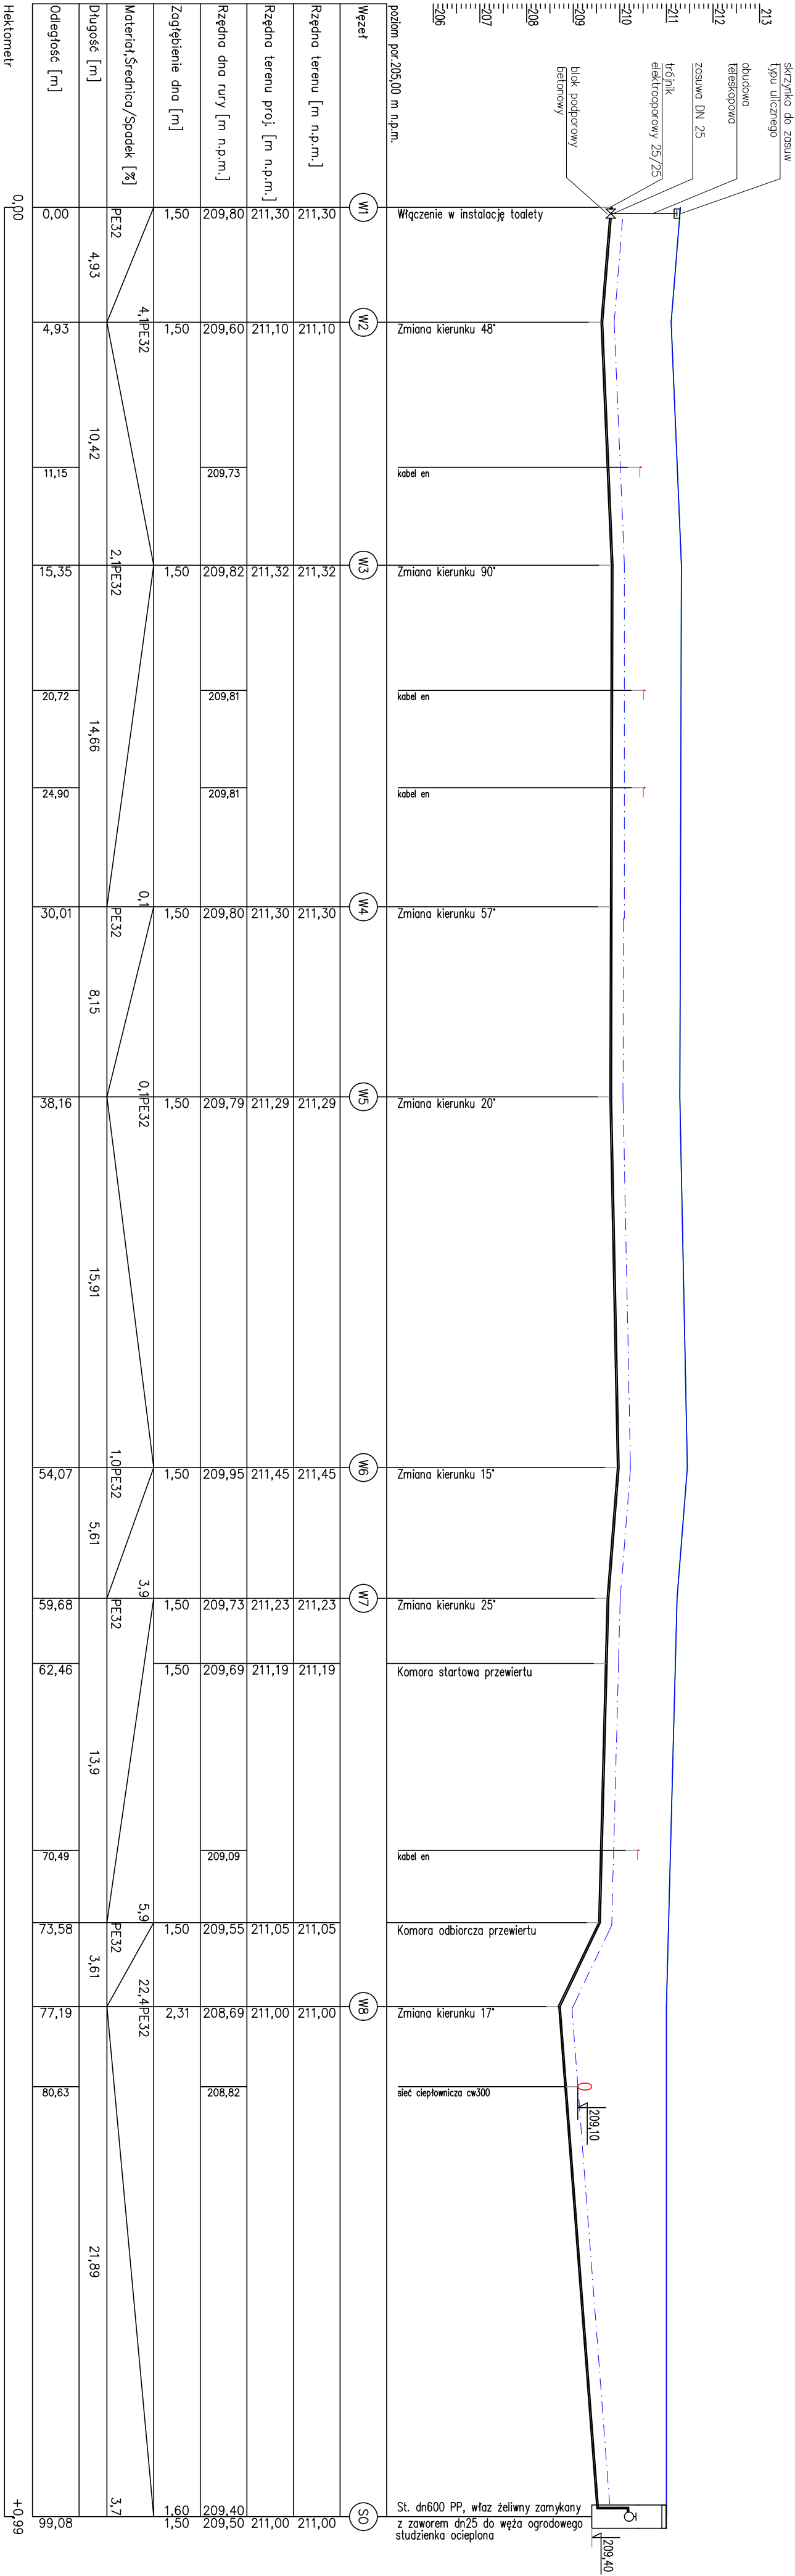 213
212
211
210
209
208
207
206
skrzynka do zasuw
typu ulicznego
obudowa
teleskopowa
zasuwa DN 25
trójnik
elektrooporowy 25/25
blok podporowy
betonowy
209,10
209,40
poziom por.205,00 m n.p.m.
Włączenie w instalację toalety
Zmiana kierunku 48°
kabel en
Zmiana kierunku 90°
kabel en
kabel en
Zmiana kierunku 57°
Zmiana kierunku 20°
Zmiana kierunku 15°
Zmiana kierunku 25°
Komora startowa przewiertu
kabel en
Komora odbiorcza przewiertu
Zmiana kierunku 17°
sieć ciepłownicza cw300
St. dn600 PP, właz żeliwny zamykany
z zaworem dn25 do węża ogrodowego
studzienka ocieplona
Węzeł W1 W2 W3 W4 W5 W6 W7 W8 SO
Rzędna terenu [m n.p.m.] 211,30 211,10 211,32 211,30 211,29 211,45 211,23 211,19 211,05 211,00 211,00
Rzędna terenu proj. [m n.p.m.] 211,30 211,10 211,32 211,30 211,29 211,45 211,23 211,19 211,05 211,00 211,00
Rzędna dna rury [m n.p.m.] 209,80 209,60 209,73 209,82 209,81 209,81 209,80 209,79 209,95 209,73 209,69 209,09 209,55 208,69 208,82 209,40 209,50
Zagłębienie dna [m] 1,50 1,50 1,50 1,50 1,50 1,50 1,50 1,50 1,50 2,31 1,60 1,50
Materiał,Średnica/Spadek [%] PE32 4,1 PE32 2,1 PE32 0,1 PE32 0,1 PE32 1,0 PE32 3,9 PE32 5,9 PE32 22,4 PE32 3,7
Długość [m] 4,93 10,42 14,66 8,15 15,91 5,61 13,9 3,61 21,89
Odległość [m] 0,00 4,93 11,15 15,35 20,72 24,90 30,01 38,16 54,07 59,68 62,46 70,49 73,58 77,19 80,63 99,08
Hektometr 0,00 +0,99